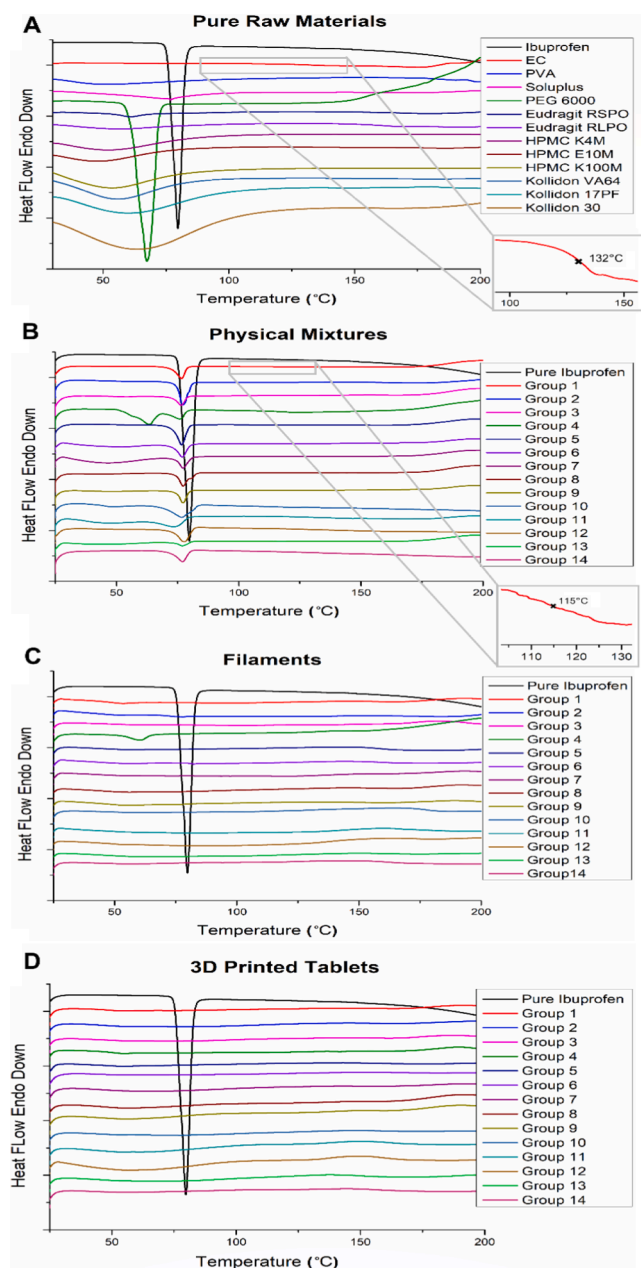 A
Pure Raw Materials
Heat FLow Endo Down
Ibuprofen
EC
PVA
Soluplus
PEG 6000
Eudragit RSPO
Eudragit RLPO
HPMC K4M
HPMC E10M
HPMC K100M
Kollidon VA64
Kollidon 17PF
Kollidon 30
50 100 150 200
Temperature (°C)
132°C
100 150
B
Physical Mixtures
Heat FLow Endo Down
Pure Ibuprofen
Group 1
Group 2
Group 3
Group 4
Group 5
Group 6
Group 7
Group 8
Group 9
Group 10
Group 11
Group 12
Group 13
Group 14
50 100 150 200
Temperature (°C)
115°C
110 120 130
C
Filaments
Heat FLow Endo Down
Pure Ibuprofen
Group 1
Group 2
Group 3
Group 4
Group 5
Group 6
Group 7
Group 8
Group 9
Group 10
Group 11
Group 12
Group 13
Group14
50 100 150 200
Temperature (°C)
D
3D Printed Tablets
Heat FLow Endo Down
Pure Ibuprofen
Group 1
Group 2
Group 3
Group 4
Group 5
Group 6
Group 7
Group 8
Group 9
Group 10
Group 11
Group 12
Group 13
Group 14
50 100 150 200
Temperature (°C)